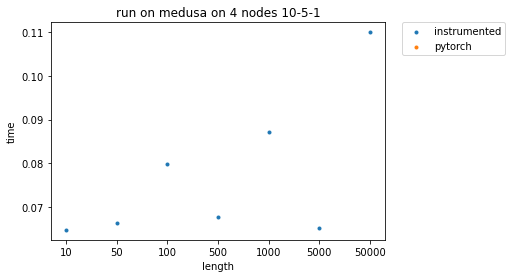 run on medusa on 4 nodes 10-5-1
instrumented
pytorch
0.11
0.10
0.09
0.08
0.07
time
10 50 100 500 1000 5000 50000
length